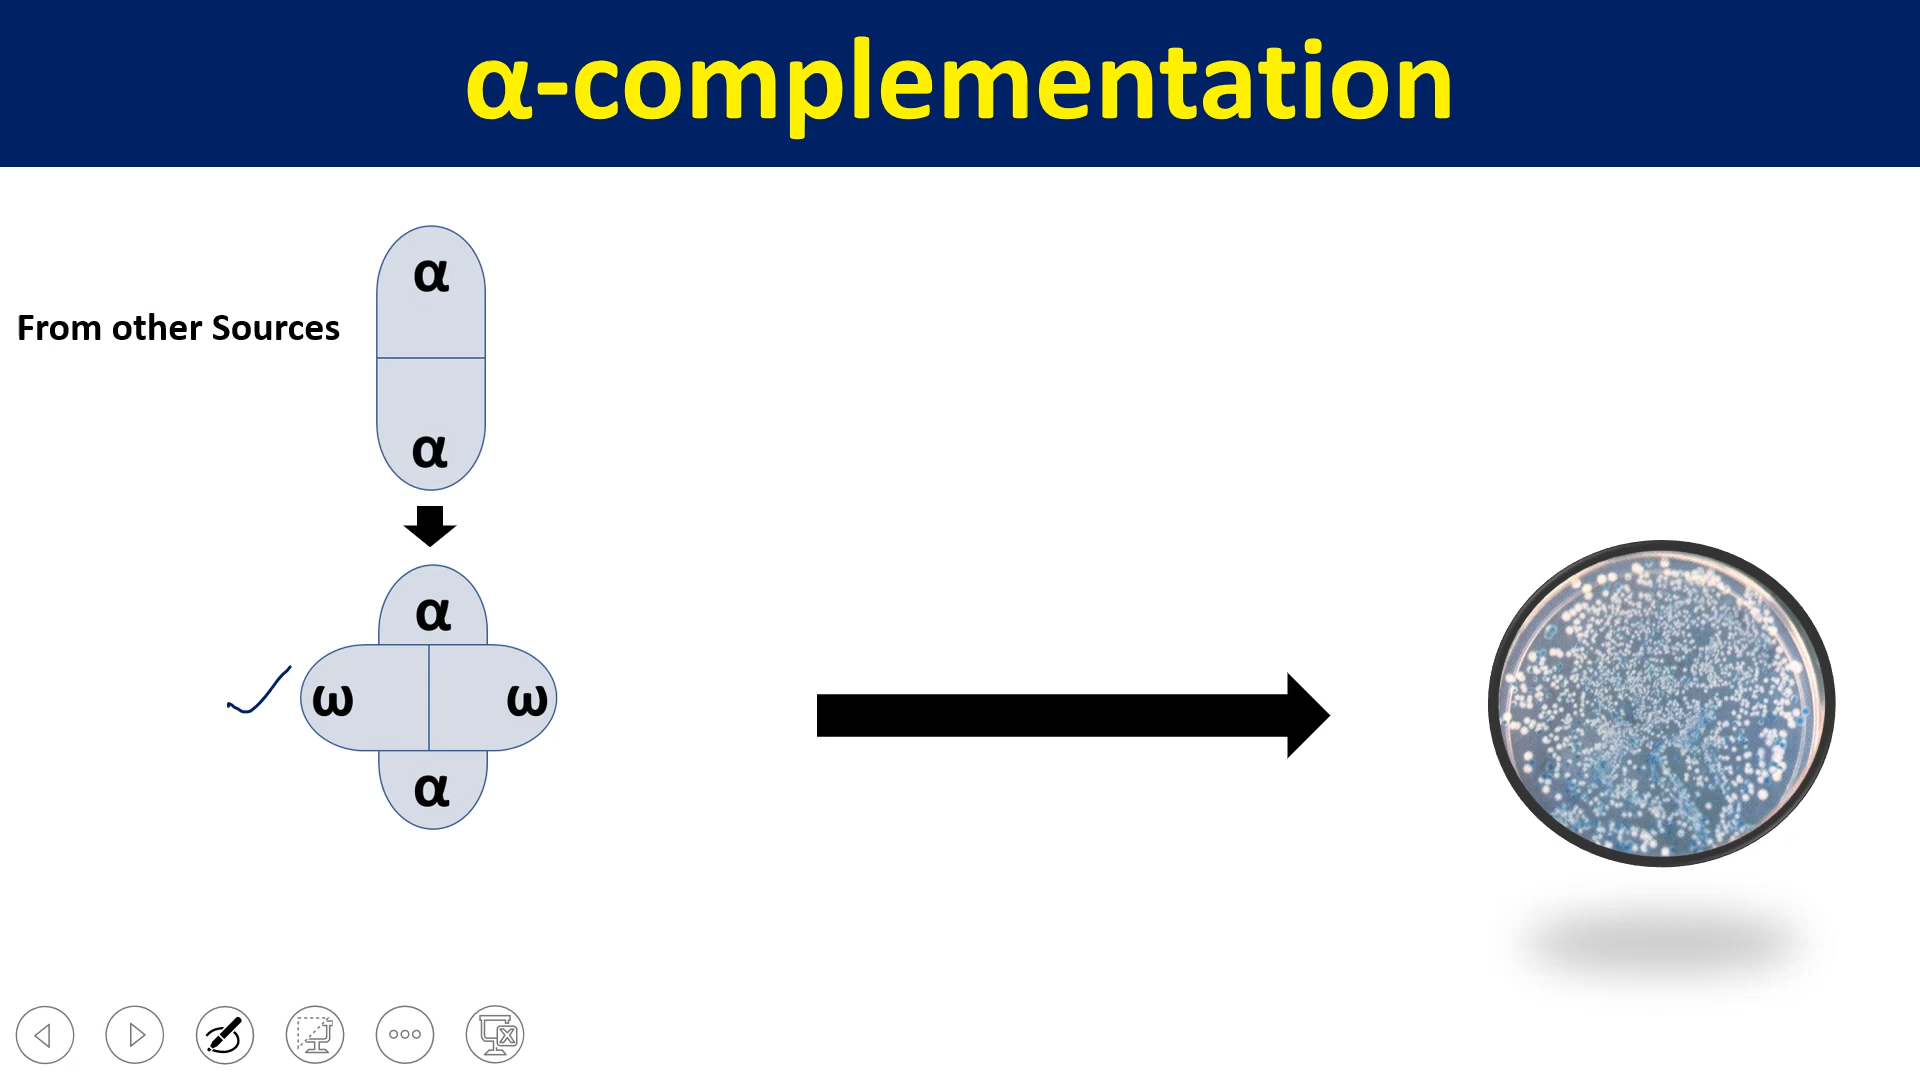 α-complementation
α
From other Sources
α
α
ω ω
α